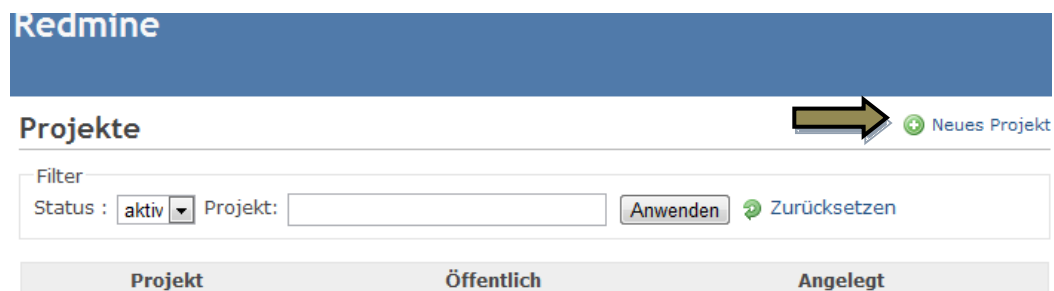 Redmine
Projekte Neues Projekt
Filter
Status : aktiv Projekt: Anwenden Zurücksetzen
Projekt Öffentlich Angelegt